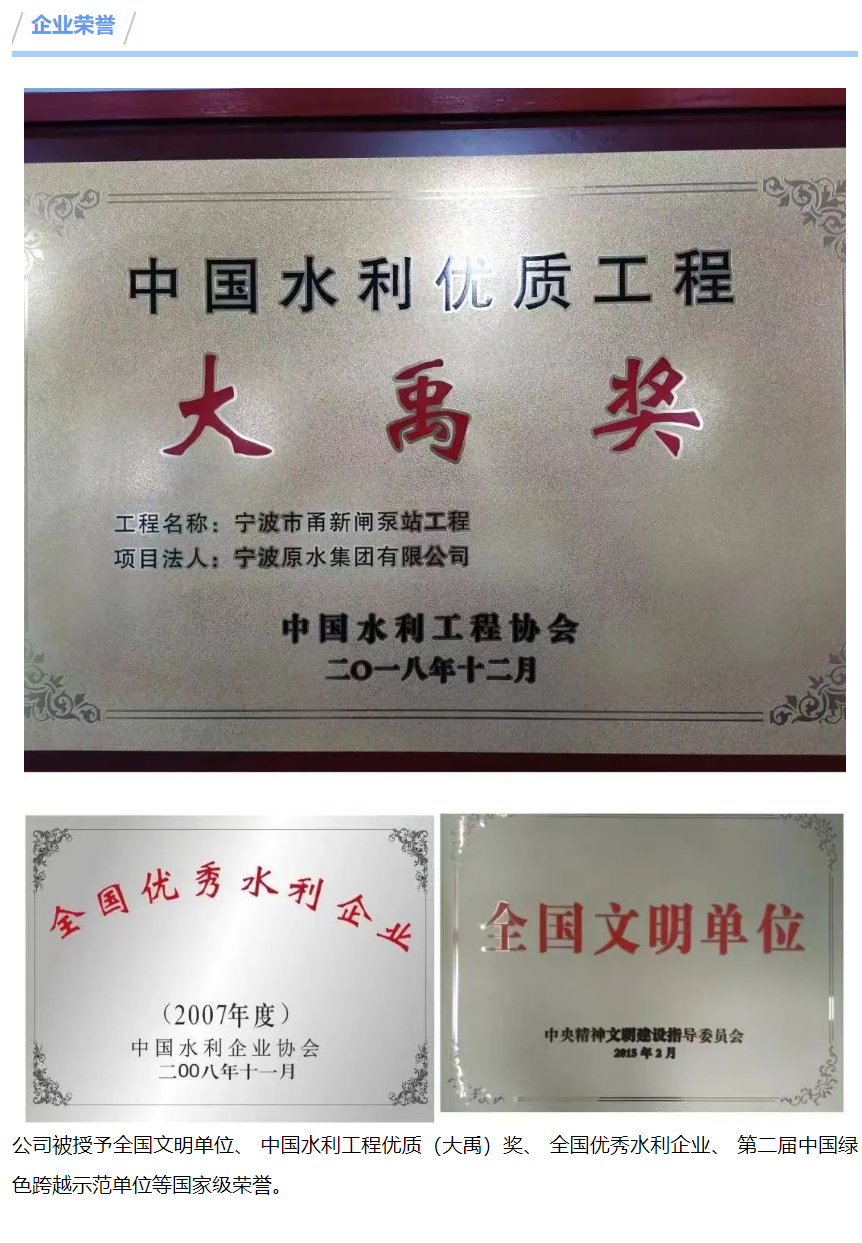 企业荣誉
中国水利优质工程
大禹奖
工程名称：宁波市甬新闸泵站工程
项目法人：宁波原水集团有限公司
中国水利工程协会
二〇一八年十二月
全国优秀水利企业
（2007年度）
中国水利企业协会
二00八年十一月
全国文明单位
中央精神文明建设指导委员会
2015年2月
公司被授予全国文明单位、 中国水利工程优质（大禹）奖、 全国优秀水利企业、 第二届中国绿
色跨越示范单位等国家级荣誉。